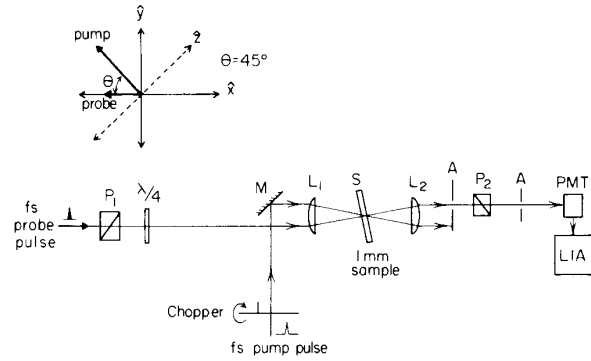 ŷ
pump
ẑ
θ=45°
θ
x̂
probe
P₁
λ/4
M
L₁
S
L₂
A
P₂
A
PMT
fs
probe
pulse
1mm
sample
LIA
Chopper
fs pump pulse